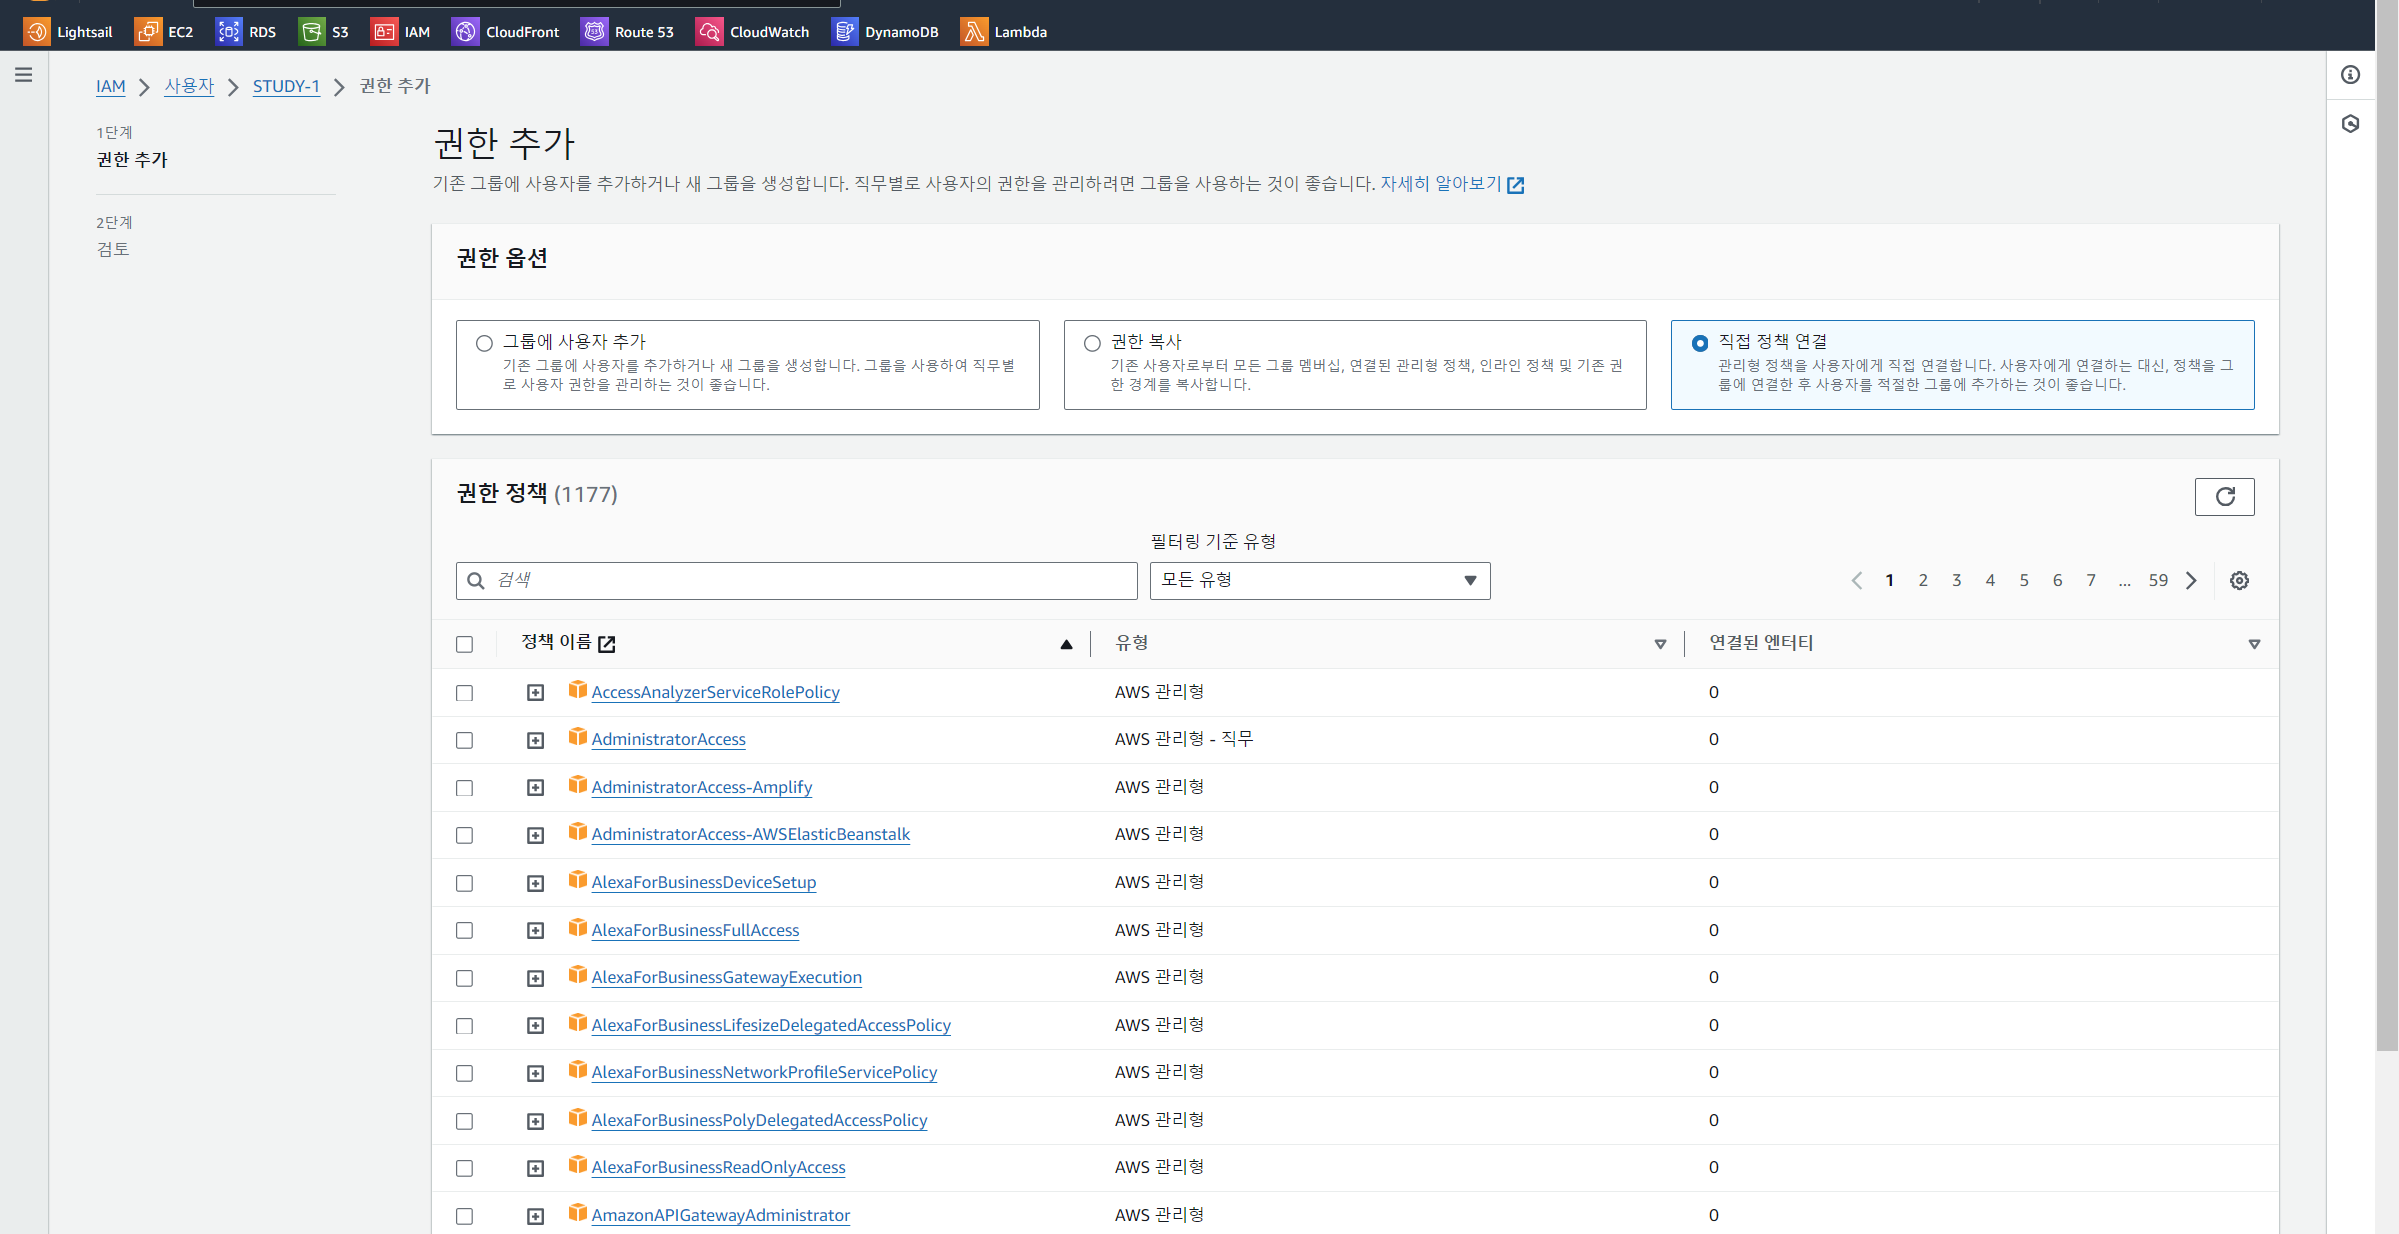 Lightsail EC2 RDS S3 IAM CloudFront Route 53 CloudWatch DynamoDB Lambda
IAM 사용자 STUDY-1 권한 추가
1단계
권한 추가
2단계
검토
권한 추가
기존 그룹에 사용자를 추가하거나 새 그룹을 생성합니다. 직무별로 사용자의 권한을 관리하려면 그룹을 사용하는 것이 좋습니다. 자세히 알아보기
권한 옵션
그룹에 사용자 추가
기존 그룹에 사용자를 추가하거나 새 그룹을 생성합니다. 그룹을 사용하여 직무별
로 사용자 권한을 관리하는 것이 좋습니다.
권한 복사
기존 사용자로부터 모든 그룹 멤버십, 연결된 관리형 정책, 인라인 정책 및 기존 권
한 경계를 복사합니다.
직접 정책 연결
관리형 정책을 사용자에게 직접 연결합니다. 사용자에게 연결하는 대신, 정책을 그
룹에 연결한 후 사용자를 적절한 그룹에 추가하는 것이 좋습니다.
권한 정책 (1177)
필터링 기준 유형
검색 모든 유형 1 2 3 4 5 6 7 ... 59
정책 이름 유형 연결된 엔터티
AccessAnalyzerServiceRolePolicy AWS 관리형 0
AdministratorAccess AWS 관리형 - 직무 0
AdministratorAccess-Amplify AWS 관리형 0
AdministratorAccess-AWSElasticBeanstalk AWS 관리형 0
AlexaForBusinessDeviceSetup AWS 관리형 0
AlexaForBusinessFullAccess AWS 관리형 0
AlexaForBusinessGatewayExecution AWS 관리형 0
AlexaForBusinessLifesizeDelegatedAccessPolicy AWS 관리형 0
AlexaForBusinessNetworkProfileServicePolicy AWS 관리형 0
AlexaForBusinessPolyDelegatedAccessPolicy AWS 관리형 0
AlexaForBusinessReadOnlyAccess AWS 관리형 0
AmazonAPIGatewayAdministrator AWS 관리형 0